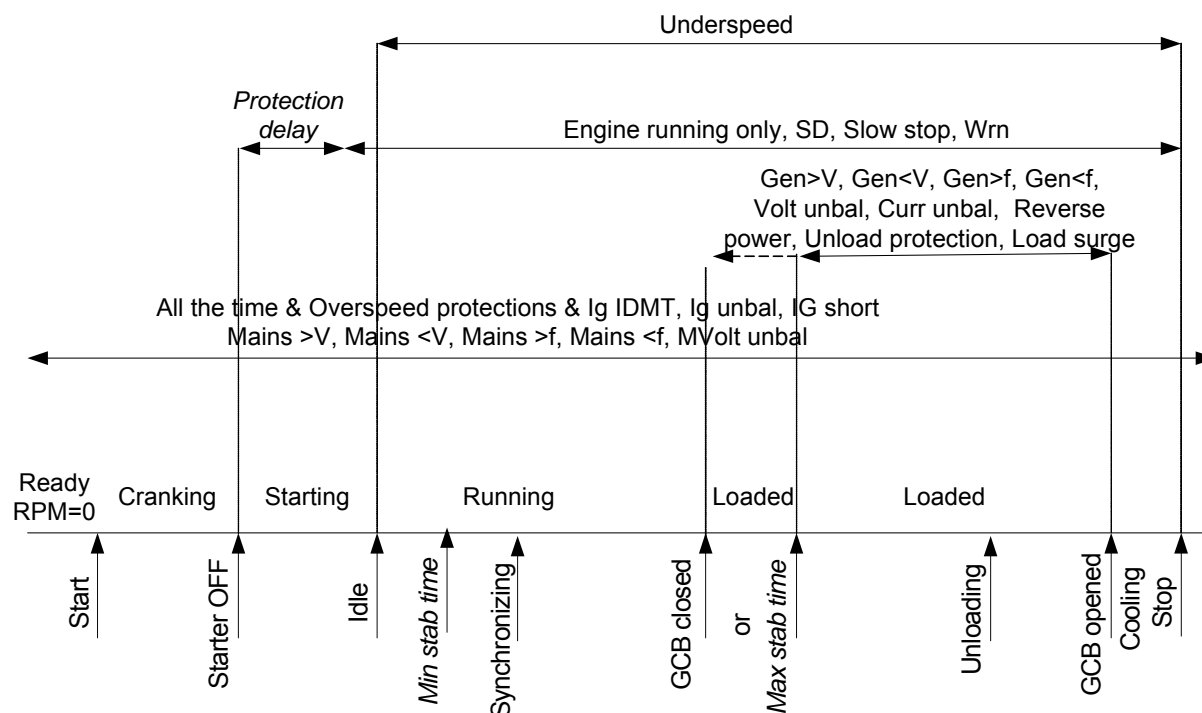 Underspeed
Protection
delay
Engine running only, SD, Slow stop, Wrn
Gen>V, Gen<V, Gen>f, Gen<f,
Volt unbal, Curr unbal, Reverse
power, Unload protection, Load surge
All the time & Overspeed protections & Ig IDMT, Ig unbal, IG short
Mains >V, Mains <V, Mains >f, Mains <f, MVolt unbal
Ready
RPM=0
Cranking
Starting
Running
Loaded
Loaded
Start
Starter OFF
Idle
Min stab time
Synchronizing
GCB closed
or
Max stab time
Unloading
GCB opened
Cooling
Stop